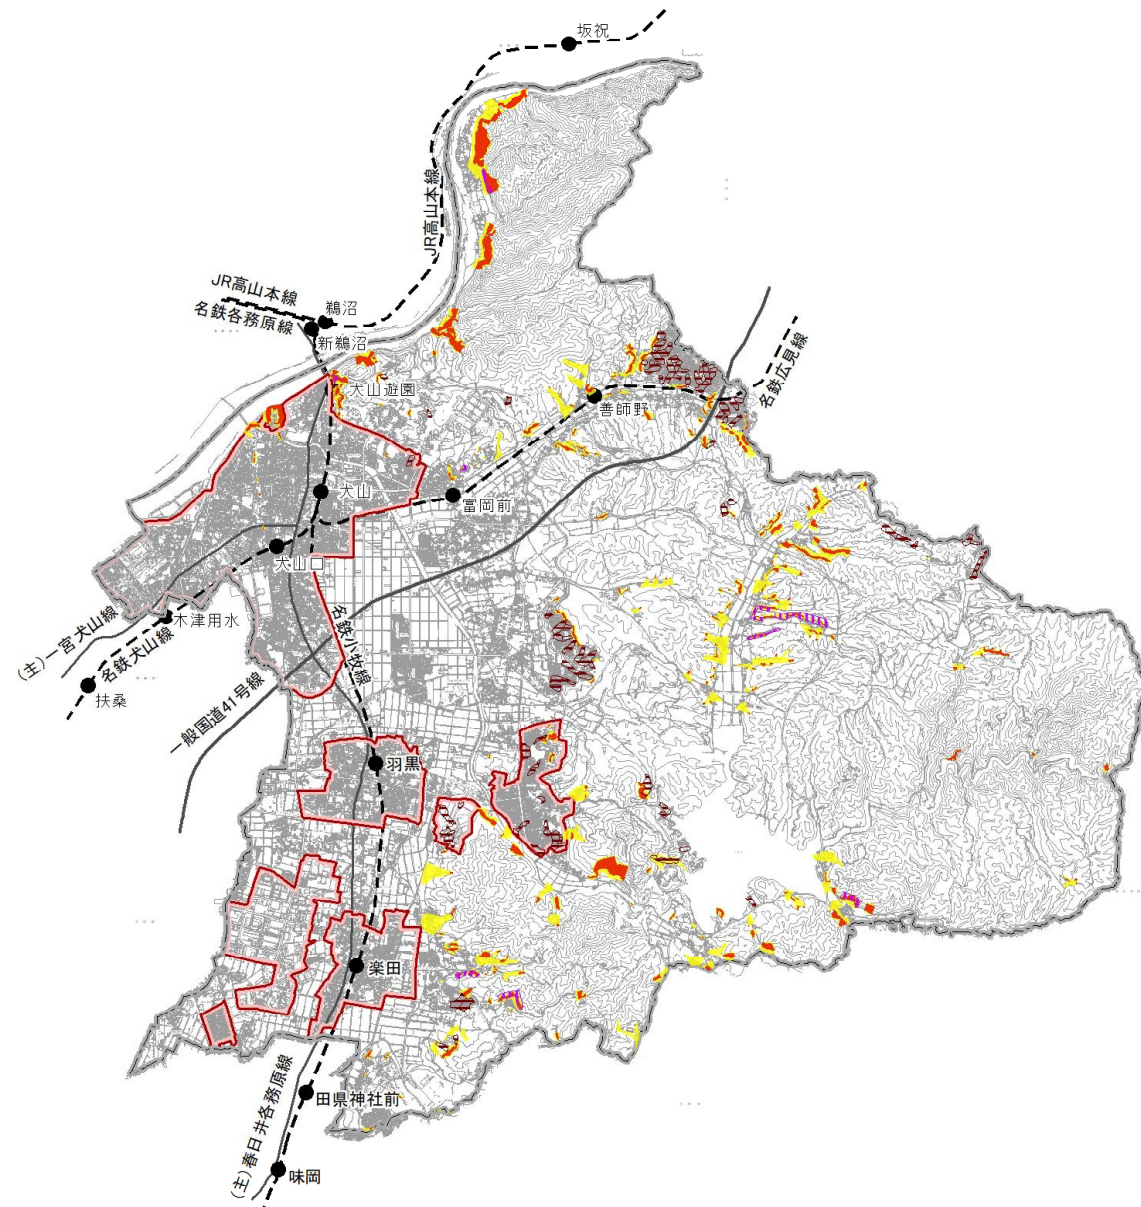 坂祝
JR高山本線
JR高山本線
名鉄各務原線
鵜沼
新鵜沼
犬山遊園
名鉄広見線
善師野
犬山
富岡前
犬山口
木津用水
(主)一宮犬山線
名鉄犬山線
扶桑
名鉄小牧線
一般国道41号線
羽黒
楽田
(主)春日井各務原線
田県神社前
味岡